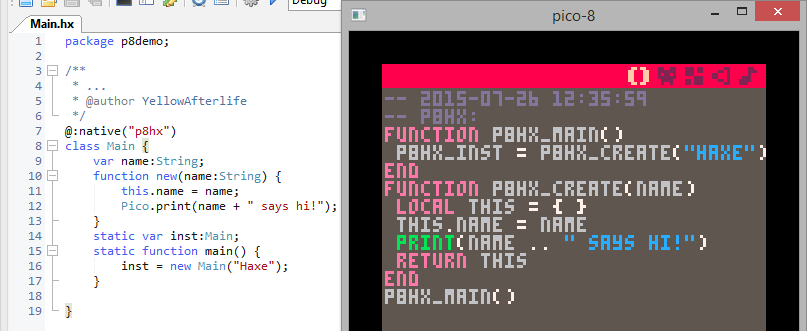 Debug
Main.hx
1 package p8demo;
2
3 /**
4 * ...
5 * @author YellowAfterlife
6 */
7 @:native("p8hx")
8 class Main {
9 var name:String;
10 function new(name:String) {
11 this.name = name;
12 Pico.print(name + " says hi!");
13 }
14 static var inst:Main;
15 static function main() {
16 inst = new Main("Haxe");
17 }
18
19 }
pico-8
-- 2015-07-26 12:35:59
-- P8HX:
FUNCTION P8HX_MAIN()
P8HX_INST = P8HX_CREATE("HAXE")
END
FUNCTION P8HX_CREATE(NAME)
LOCAL THIS = { }
THIS.NAME = NAME
PRINT(NAME .. " SAYS HI!")
RETURN THIS
END
P8HX_MAIN()